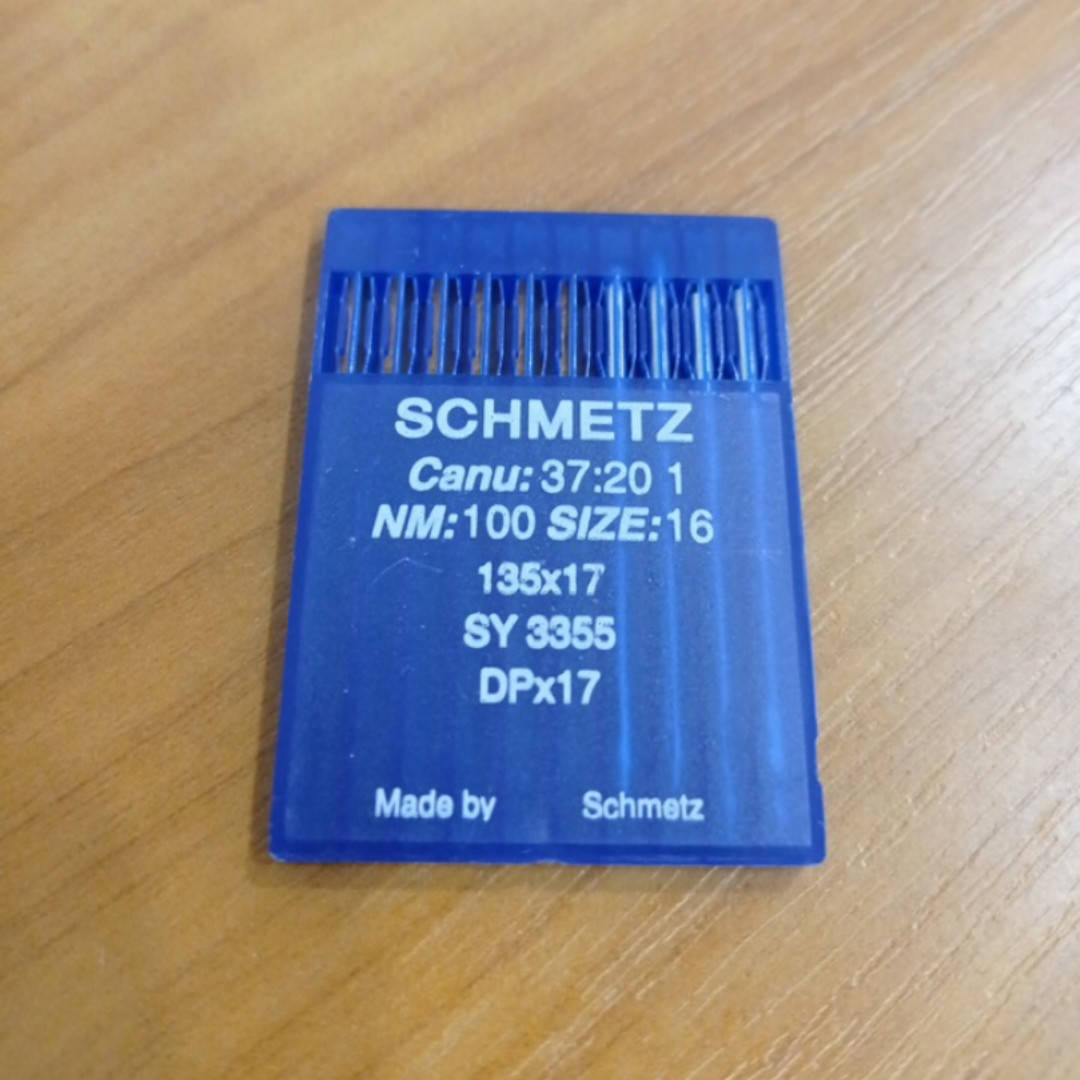 SCHMETZ
Canu: 37:20 1
NM:100 SIZE:16
135x17
SY 3355
DPx17
Made by Schmetz